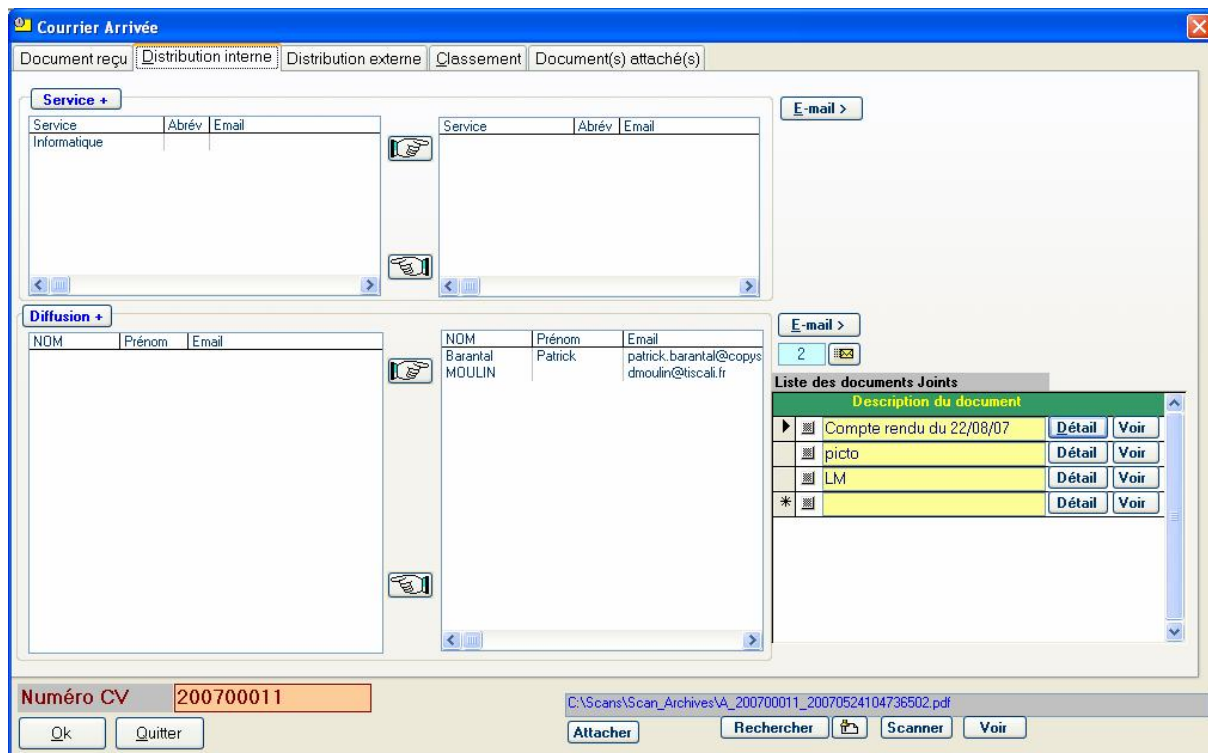 Courrier Arrivée
Document reçu Distribution interne Distribution externe Classement Document(s) attaché(s)
Service +
E-mail >
Service Abrév Email
Informatique
Service Abrév Email
Diffusion +
E-mail >
NOM Prénom Email
NOM Prénom Email
Barantal Patrick patrick.barantal@copys
MOULIN dmoulin@tiscali.fr
2
Liste des documents Joints
Description du document
Compte rendu du 22/08/07 Détail Voir
picto Détail Voir
LM Détail Voir
* Détail Voir
Numéro CV 200700011
C:\Scans\Scan_Archives\A_200700011_20070524104736502.pdf
Ok Quitter Attacher Rechercher Scanner Voir